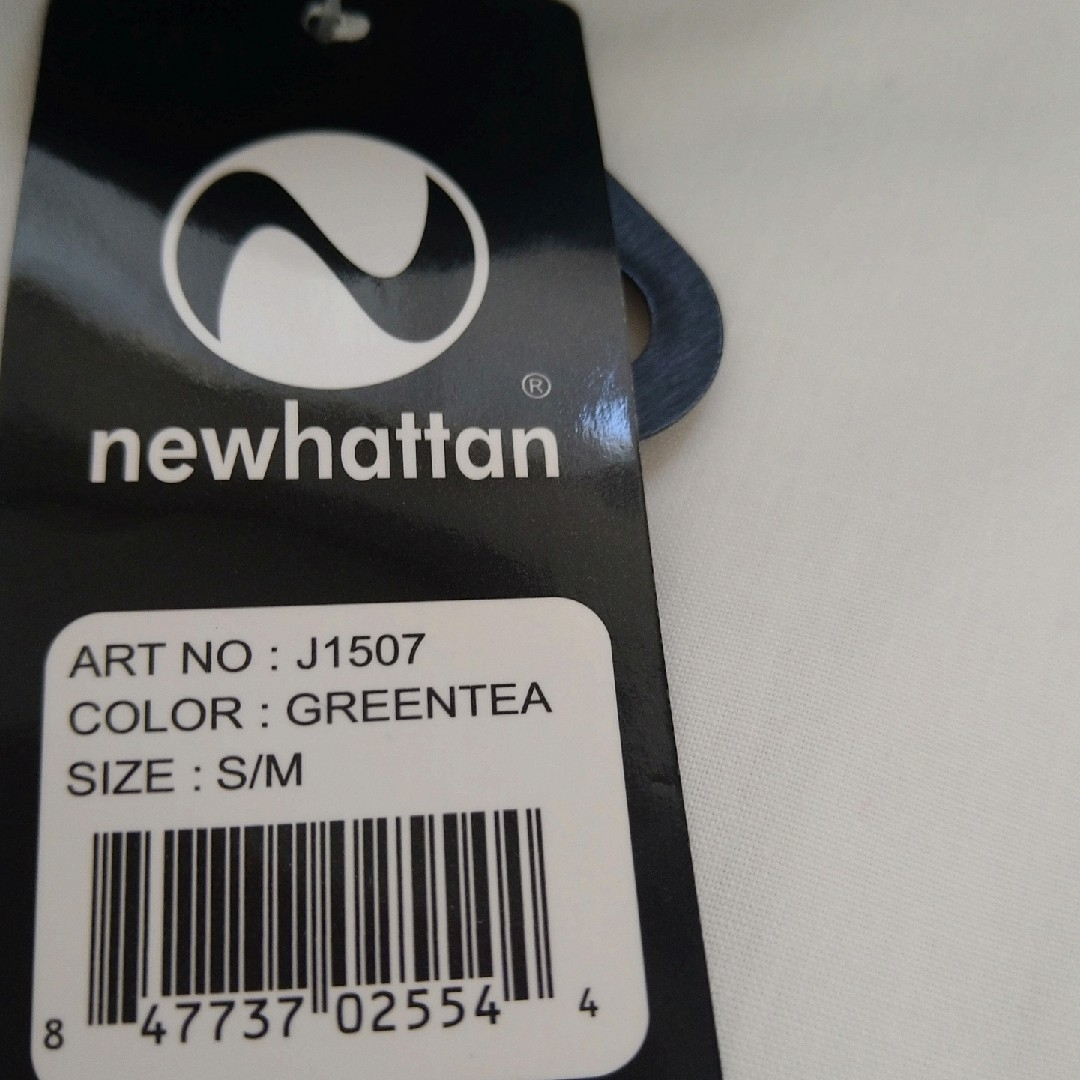 ®
newhattan
ART NO : J1507
COLOR : GREENTEA
SIZE : S/M
8 47737 02554 4